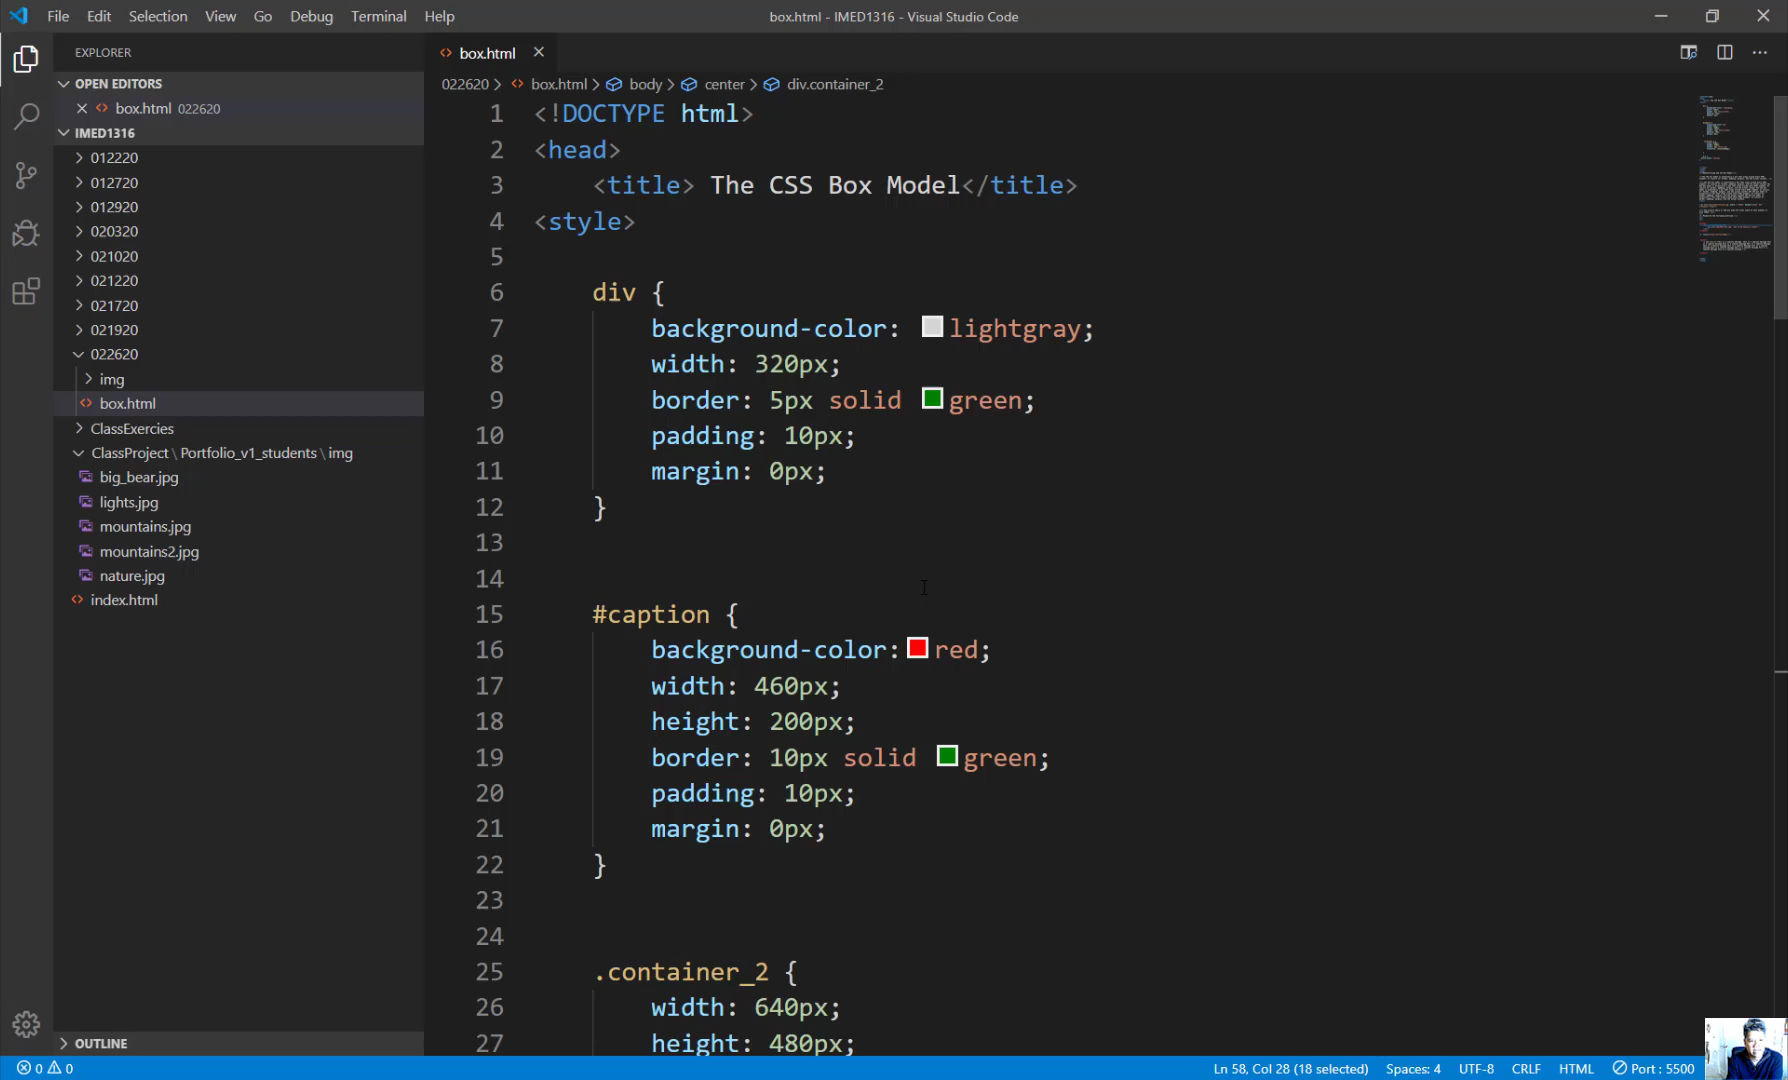 File Edit Selection View Go Debug Terminal Help
box.html - IMED1316 - Visual Studio Code
EXPLORER
OPEN EDITORS
box.html 022620
IMED1316
012220
012720
012920
020320
021020
021220
021720
021920
022620
img
box.html
ClassExercies
ClassProject \ Portfolio_v1_students \ img
big_bear.jpg
lights.jpg
mountains.jpg
mountains2.jpg
nature.jpg
index.html
OUTLINE
box.html
022620 > box.html > body > center > div.container_2
1 <!DOCTYPE html>
2 <head>
3 <title> The CSS Box Model</title>
4 <style>
5
6 div {
7 background-color: lightgray;
8 width: 320px;
9 border: 5px solid green;
10 padding: 10px;
11 margin: 0px;
12 }
13
14
15 #caption {
16 background-color: red;
17 width: 460px;
18 height: 200px;
19 border: 10px solid green;
20 padding: 10px;
21 margin: 0px;
22 }
23
24
25 .container_2 {
26 width: 640px;
27 height: 480px;
0 0
Ln 58, Col 28 (18 selected) Spaces: 4 UTF-8 CRLF HTML Port : 5500